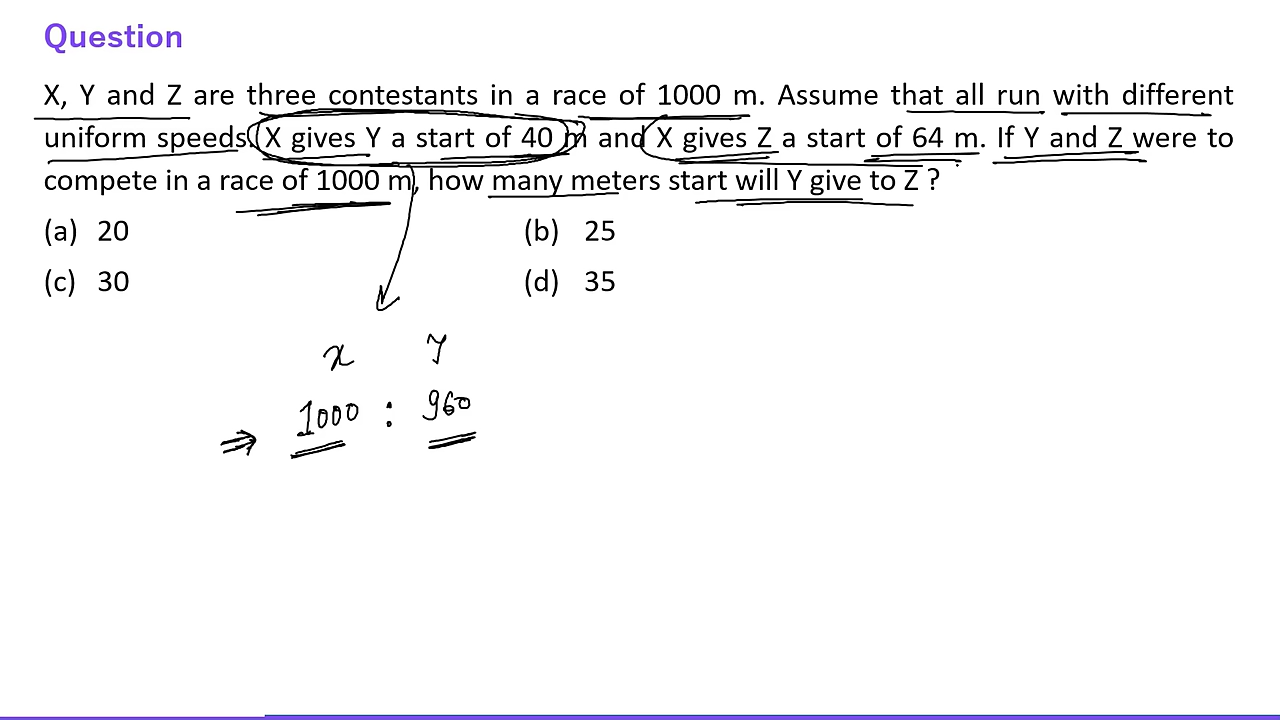 Question
X, Y and Z are three contestants in a race of 1000 m. Assume that all run with different
uniform speeds. X gives Y a start of 40 m and X gives Z a start of 64 m. If Y and Z were to
compete in a race of 1000 m, how many meters start will Y give to Z ?
(a) 20 (b) 25
(c) 30 (d) 35
x y
⇒ 1000 : 960